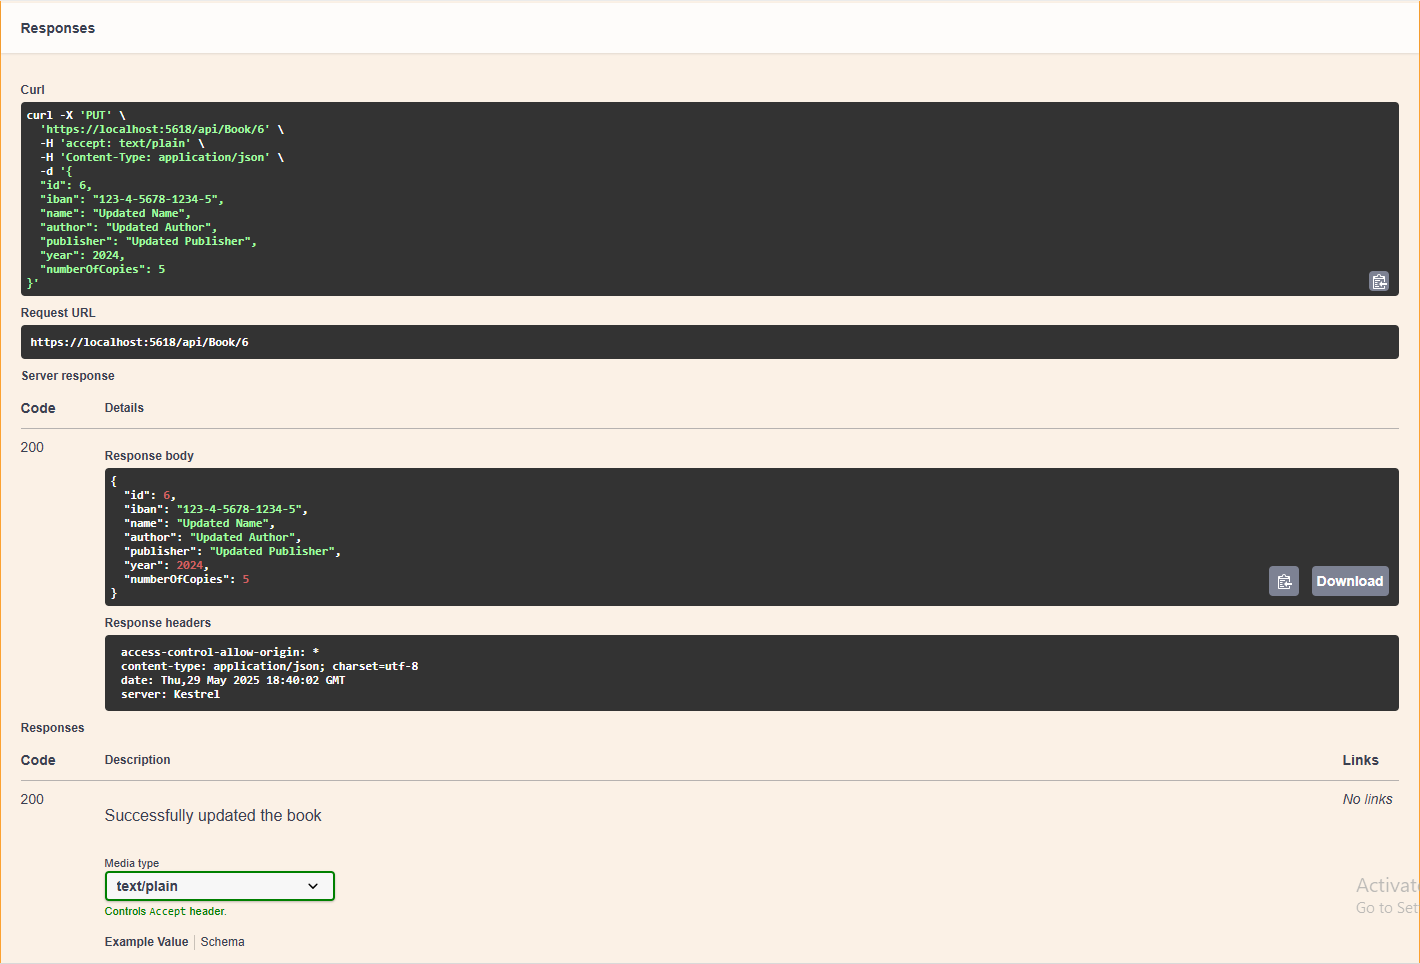 Responses
Curl
curl -X 'PUT' \
  'https://localhost:5618/api/Book/6' \
  -H 'accept: text/plain' \
  -H 'Content-Type: application/json' \
  -d '{
  "id": 6,
  "iban": "123-4-5678-1234-5",
  "name": "Updated Name",
  "author": "Updated Author",
  "publisher": "Updated Publisher",
  "year": 2024,
  "numberOfCopies": 5
}'
Request URL
https://localhost:5618/api/Book/6
Server response
Code Details
200
Response body
{
  "id": 6,
  "iban": "123-4-5678-1234-5",
  "name": "Updated Name",
  "author": "Updated Author",
  "publisher": "Updated Publisher",
  "year": 2024,
  "numberOfCopies": 5
}
Download
Response headers
access-control-allow-origin: *
content-type: application/json; charset=utf-8
date: Thu,29 May 2025 18:40:02 GMT
server: Kestrel
Responses
Code Description Links
200 No links
Successfully updated the book
Media type
text/plain
Controls Accept header.
Example Value Schema
Activate
Go to Set